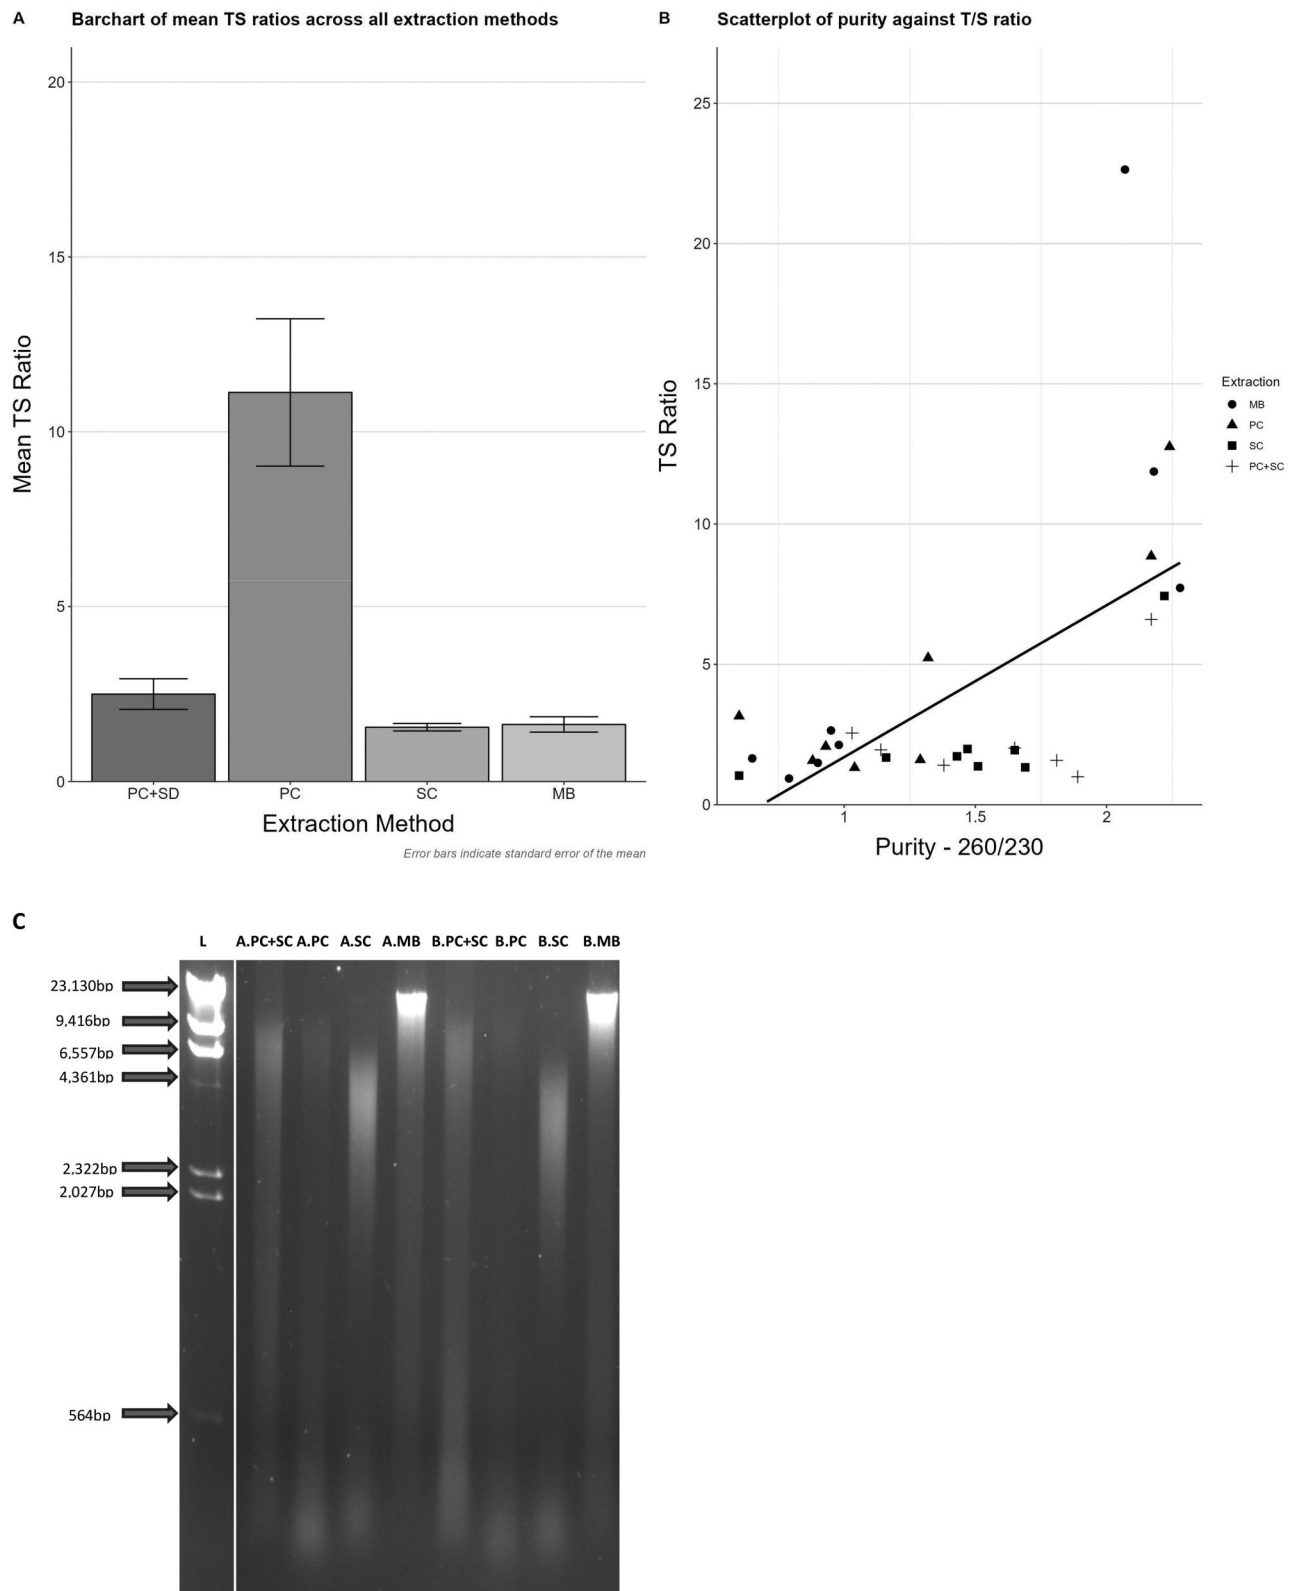 A
Barchart of mean TS ratios across all extraction methods
20
15
10
5
0
Mean TS Ratio
PC+SD PC SC MB
Extraction Method
Error bars indicate standard error of the mean
B
Scatterplot of purity against T/S ratio
25
20
15
10
5
0
TS Ratio
1 1.5 2
Purity - 260/230
Extraction
MB
PC
SC
PC+SC
C
L A.PC+SC A.PC A.SC A.MB B.PC+SC B.PC B.SC B.MB
23,130bp
9,416bp
6,557bp
4,361bp
2,322bp
2,027bp
564bp